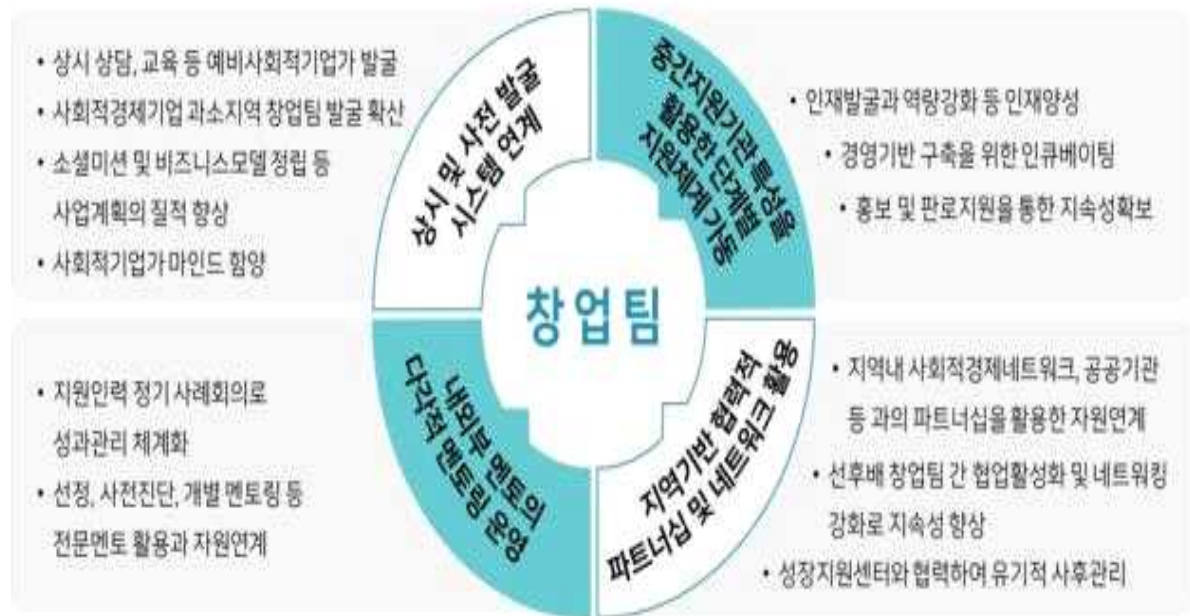 • 상시 상담, 교육 등 예비사회적기업가 발굴
• 사회적경제기업 과소지역 창업팀 발굴 확산
• 소셜미션 및 비즈니스모델 정립 등
사업계획의 질적 향상
• 사회적기업가 마인드 함양
상시 및 사전 발굴
시스템 연계
중간지원기관 특성을
활용한 단계별
지원체계 가동
• 인재발굴과 역량강화 등 인재양성
• 경영기반 구축을 위한 인큐베이팅
• 홍보 및 판로지원을 통한 지속성확보
창업팀
• 지원인력 정기 사례회의로
성과관리 체계화
• 선정, 사전진단, 개별 멘토링 등
전문멘토 활용과 자원연계
내외부 멘토의
다각적 멘토링 운영
지역기반 협력적
파트너십 및 네트워크 활용
• 지역내 사회적경제네트워크, 공공기관
등 과의 파트너십을 활용한 자원연계
• 선후배 창업팀 간 협업활성화 및 네트워킹
강화로 지속성 향상
• 성장지원센터와 협력하여 유기적 사후관리